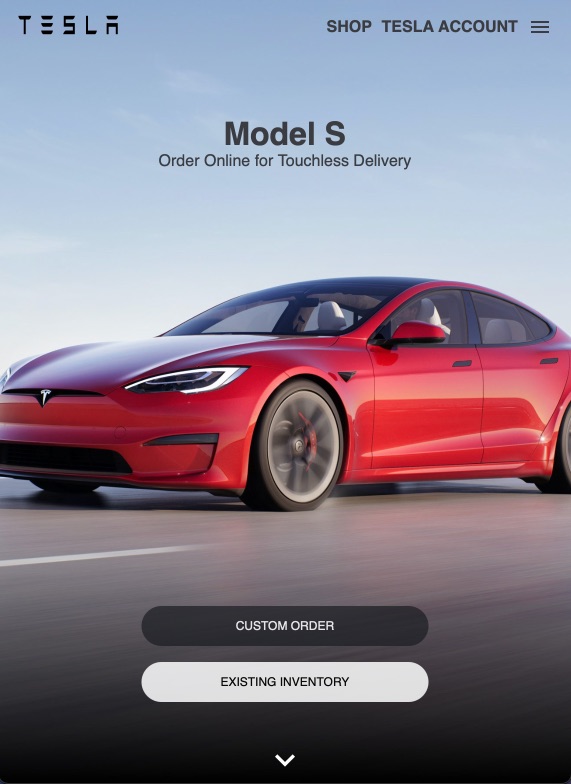 TESLA
SHOP TESLA ACCOUNT
Model S
Order Online for Touchless Delivery
CUSTOM ORDER
EXISTING INVENTORY